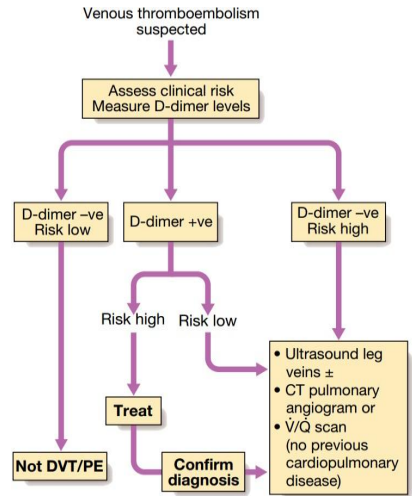 Venous thromboembolism
suspected
Assess clinical risk
Measure D-dimer levels
D-dimer –ve
Risk low
D-dimer +ve
D-dimer –ve
Risk high
Risk high
Risk low
Treat
Not DVT/PE
Confirm
diagnosis
• Ultrasound leg
veins ±
• CT pulmonary
angiogram or
• V̇/Q̇ scan
(no previous
cardiopulmonary
disease)